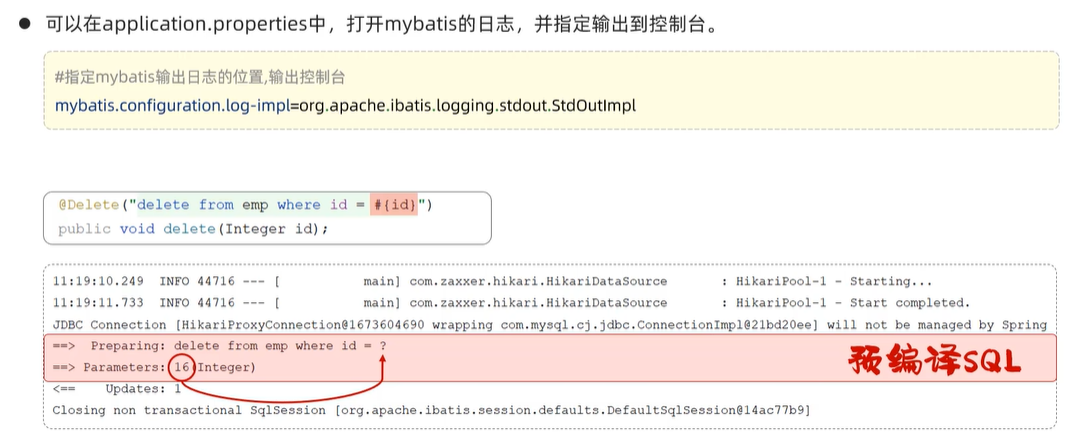 ● 可以在application.properties中，打开mybatis的日志，并指定输出到控制台。
#指定mybatis输出日志的位置,输出控制台
mybatis.configuration.log-impl=org.apache.ibatis.logging.stdout.StdOutImpl
@Delete("delete from emp where id = #{id}")
public void delete(Integer id);
11:19:10.249  INFO 44716 --- [           main] com.zaxxer.hikari.HikariDataSource       : HikariPool-1 - Starting...
11:19:11.733  INFO 44716 --- [           main] com.zaxxer.hikari.HikariDataSource       : HikariPool-1 - Start completed.
JDBC Connection [HikariProxyConnection@1673604690 wrapping com.mysql.cj.jdbc.ConnectionImpl@21bd20ee] will not be managed by Spring
==>  Preparing: delete from emp where id = ?
==> Parameters: 16(Integer)
预编译SQL
<==    Updates: 1
Closing non transactional SqlSession [org.apache.ibatis.session.defaults.DefaultSqlSession@14ac77b9]